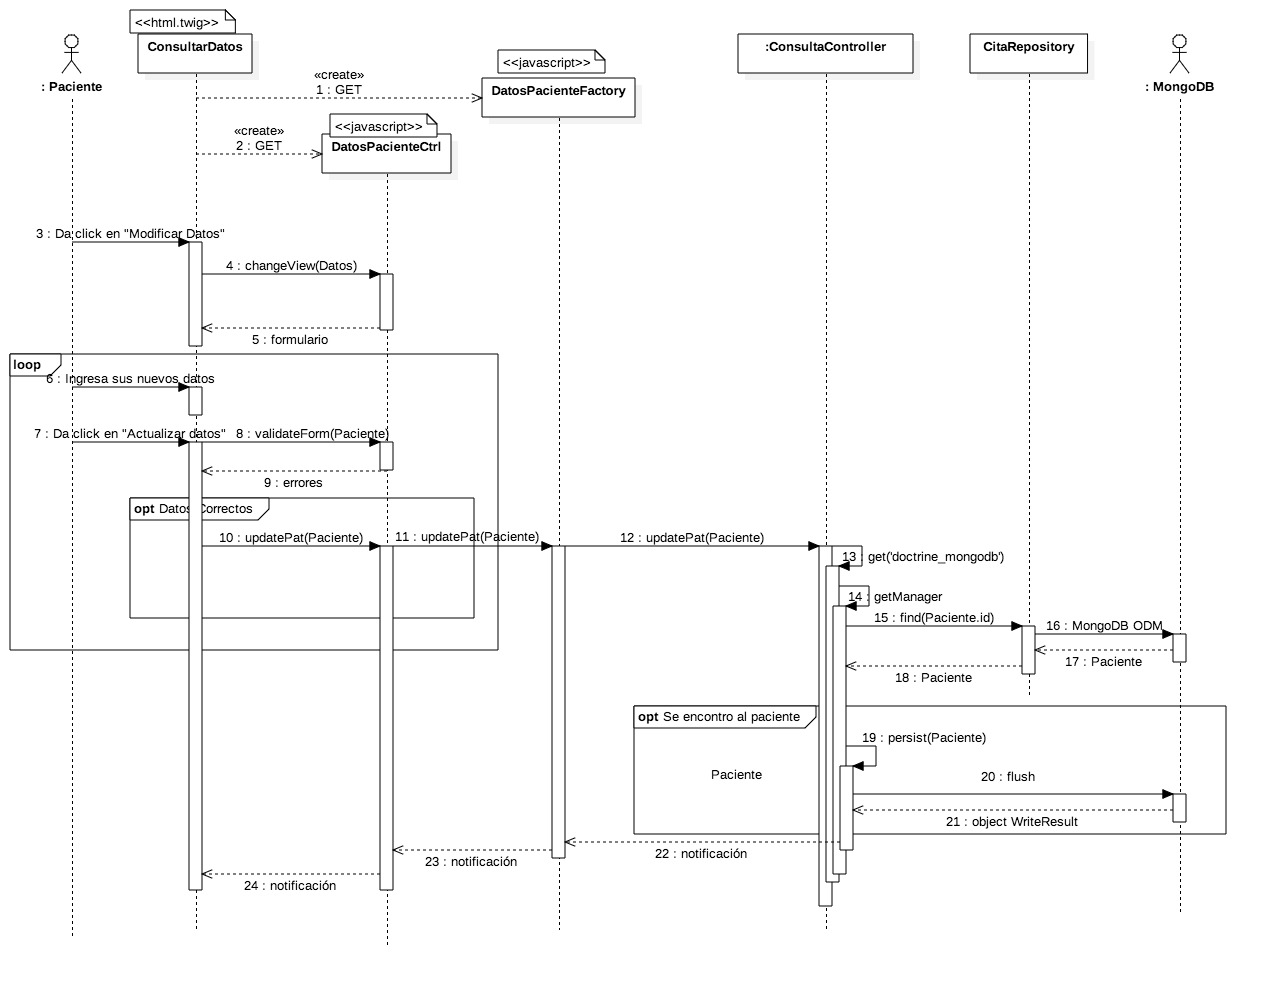 <<html.twig>>
ConsultarDatos
: Paciente
<<javascript>>
DatosPacienteFactory
:ConsultaController
CitaRepository
: MongoDB
«create»
1 : GET
<<javascript>>
DatosPacienteCtrl
«create»
2 : GET
3 : Da click en "Modificar Datos"
4 : changeView(Datos)
5 : formulario
loop
6 : Ingresa sus nuevos datos
7 : Da click en "Actualizar datos"
8 : validateForm(Paciente)
9 : errores
opt Datos Correctos
10 : updatePat(Paciente)
11 : updatePat(Paciente)
12 : updatePat(Paciente)
13 : get('doctrine_mongodb')
14 : getManager
15 : find(Paciente.id)
16 : MongoDB ODM
17 : Paciente
18 : Paciente
opt Se encontro al paciente
19 : persist(Paciente)
Paciente
20 : flush
21 : object WriteResult
22 : notificación
23 : notificación
24 : notificación